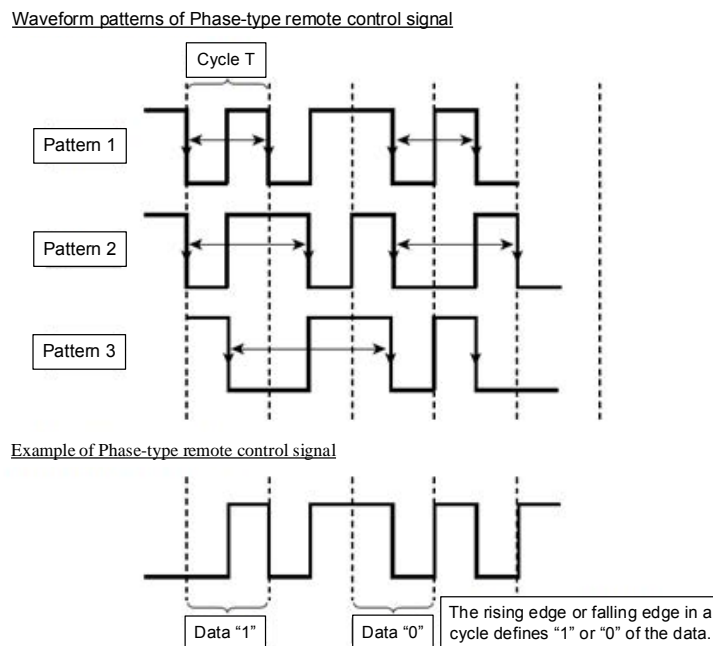 Waveform patterns of Phase-type remote control signal
Cycle T
Pattern 1
Pattern 2
Pattern 3
Example of Phase-type remote control signal
Data “1”
Data “0”
The rising edge or falling edge in a
cycle defines “1” or “0” of the data.